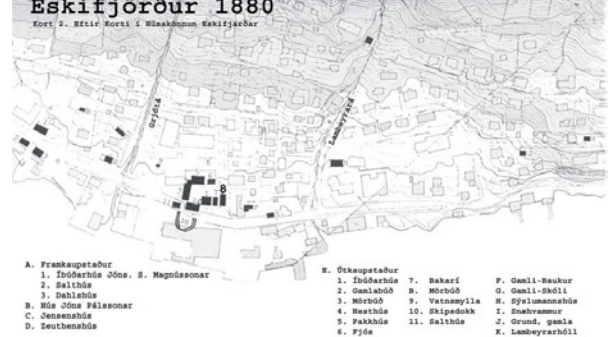 Eskifjörður 1880
Kort 2. Eftir Korti í Húsakönnun Eskifjarðar
Grjótá
Lambeyrará
8
10
A. Framkaupstaður
1. Íbúðarhús Jóns. S. Magnússonar
2. Salthús
3. Dahlshús
B. Hús Jóns Pálssonar
C. Jensenshús
D. Zeuthenshús
E. Útkaupstaður
1. Íbúðarhús
2. Gamlabúð
3. Mörbúð
4. Hesthús
5. Pakkhús
6. Fjós
7. Bakarí
B. Mörbúð
9. Vatnsmylla
10. Skipsdokk
11. Salthús
F. Gamli-Baukur
G. Gamli-Skóli
H. Sýslumannshús
I. Snæhvammur
J. Grund, gamla
K. Lambeyrarhóll